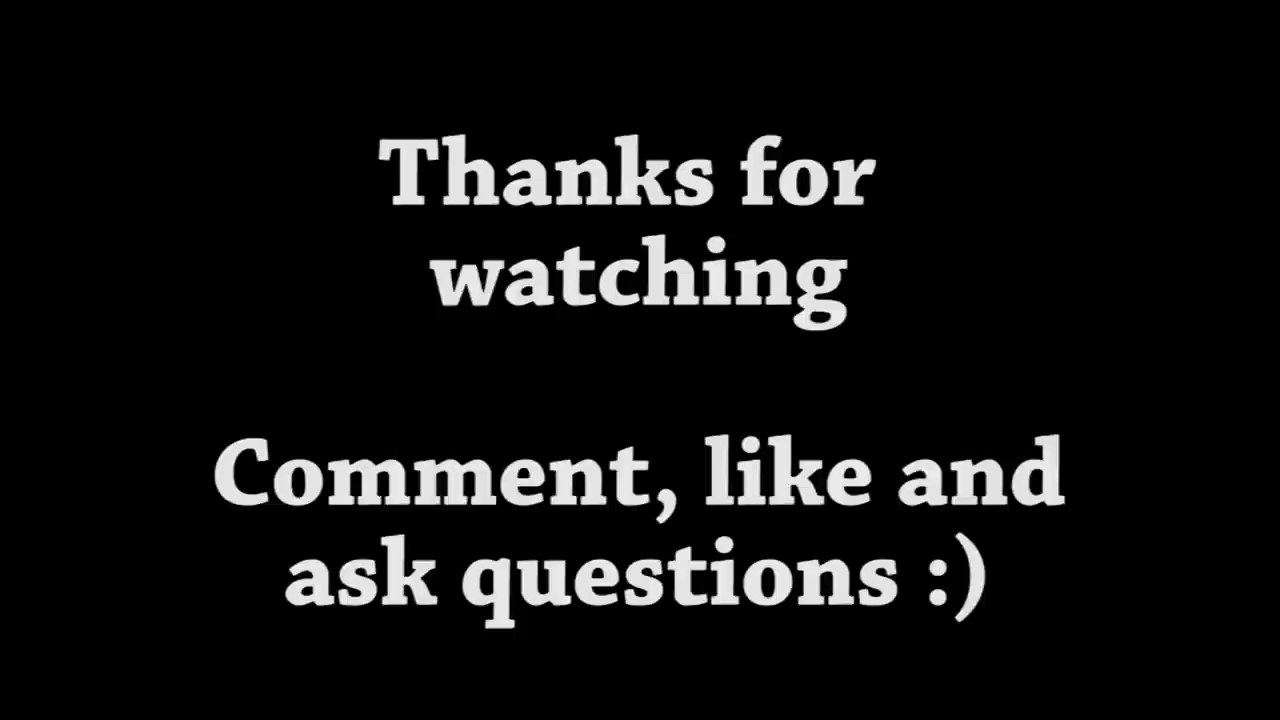 Thanks for
watching
Comment, like and
ask questions :)